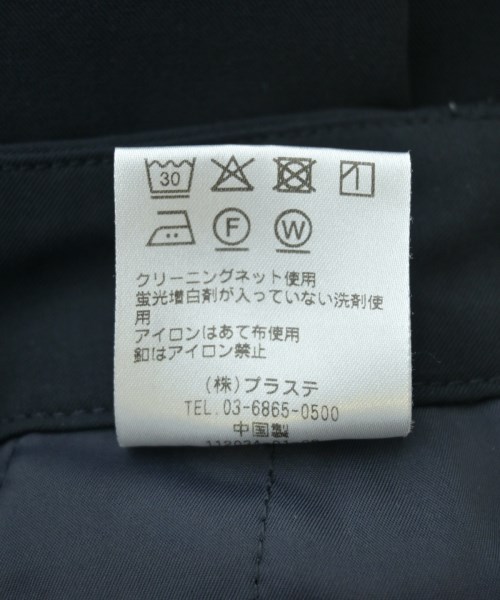 30
F W
クリーニングネット使用
蛍光増白剤が入っていない洗剤使
用
アイロンはあて布使用
釦はアイロン禁止
(株)プラステ
TEL.03-6865-0500
中国製